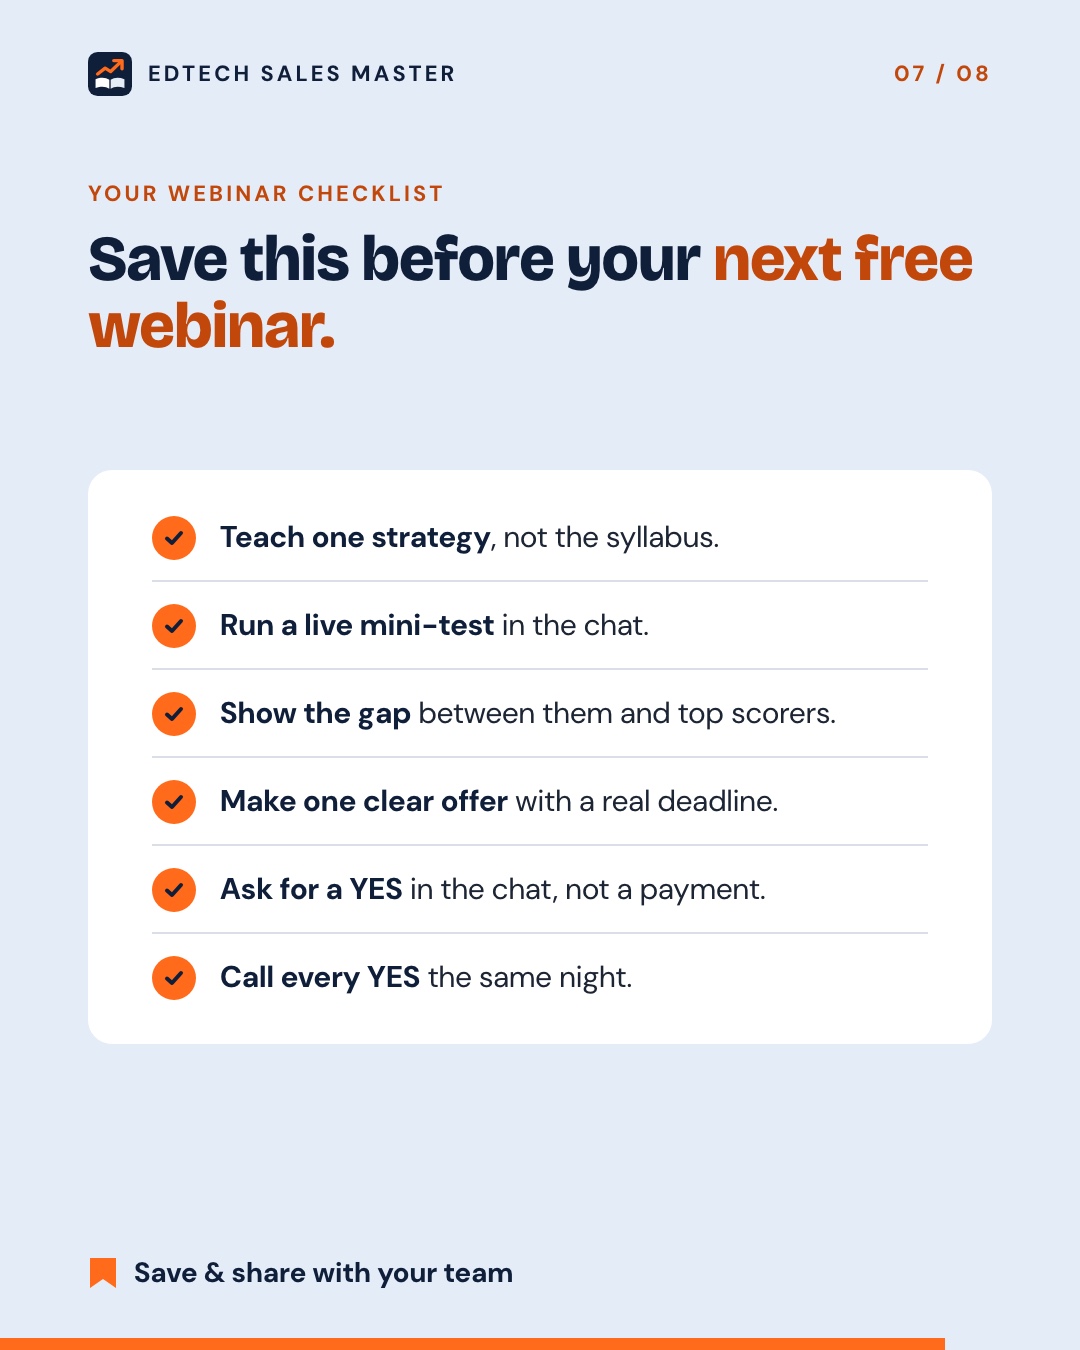 EDTECH SALES MASTER
07 / 08
YOUR WEBINAR CHECKLIST
Save this before your next free
webinar.
Teach one strategy, not the syllabus.
Run a live mini-test in the chat.
Show the gap between them and top scorers.
Make one clear offer with a real deadline.
Ask for a YES in the chat, not a payment.
Call every YES the same night.
Save & share with your team